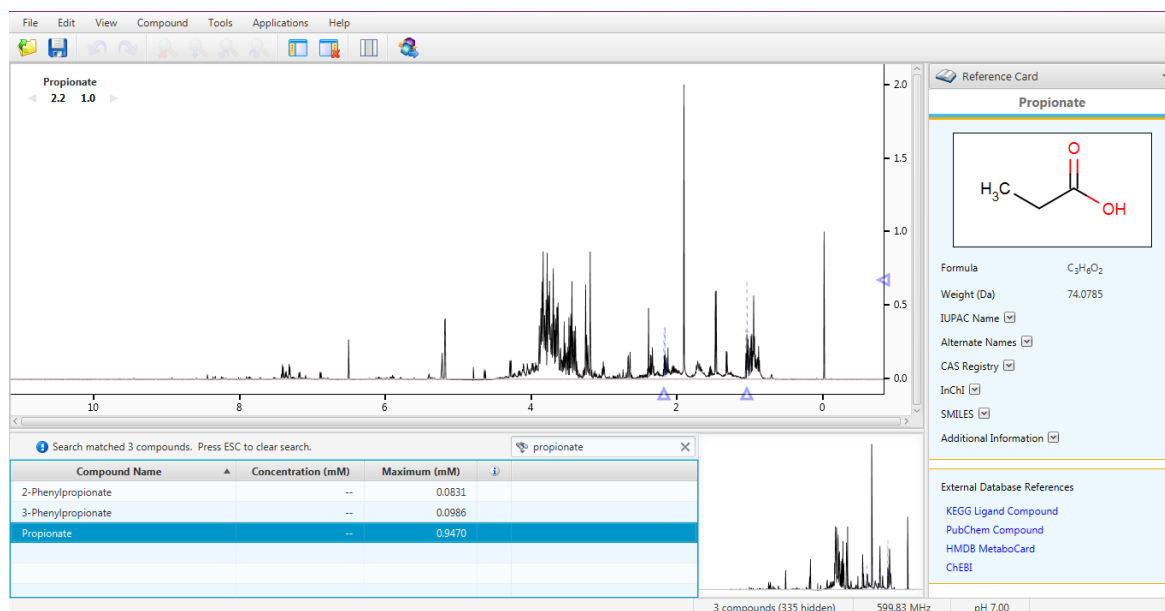 File Edit View Compound Tools Applications Help
Propionate
2.2 1.0
2.0
1.5
1.0
0.5
0.0
10 8 6 4 2 0
Search matched 3 compounds. Press ESC to clear search.
propionate
Compound Name Concentration (mM) Maximum (mM)
2-Phenylpropionate -- 0.0831
3-Phenylpropionate -- 0.0986
Propionate -- 0.9470
Reference Card
Propionate
O
H₃C
OH
Formula C₃H₆O₂
Weight (Da) 74.0785
IUPAC Name
Alternate Names
CAS Registry
InChI
SMILES
Additional Information
External Database References
KEGG Ligand Compound
PubChem Compound
HMDB MetaboCard
ChEBI
3 compounds (335 hidden) 599.83 MHz pH 7.00